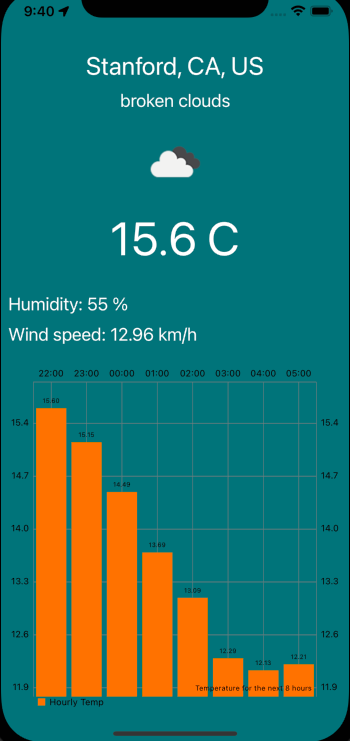 9:40
Stanford, CA, US
broken clouds
15.6 C
Humidity: 55 %
Wind speed: 12.96 km/h
22:00 23:00 00:00 01:00 02:00 03:00 04:00 05:00
15.60
15.4 15.4
15.15
14.7 14.7
14.49
14.0 14.0
13.69
13.3 13.3
13.09
12.6 12.6
12.29 12.13 12.21
11.9 Temperature for the next 8 hours 11.9
Hourly Temp